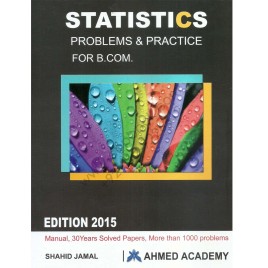 STATISTICS
PROBLEMS & PRACTICE
FOR B.COM.
EDITION 2015
Manual, 30Years Solved Papers, More than 1000 problems
SHAHID JAMAL
AHMED ACADEMY